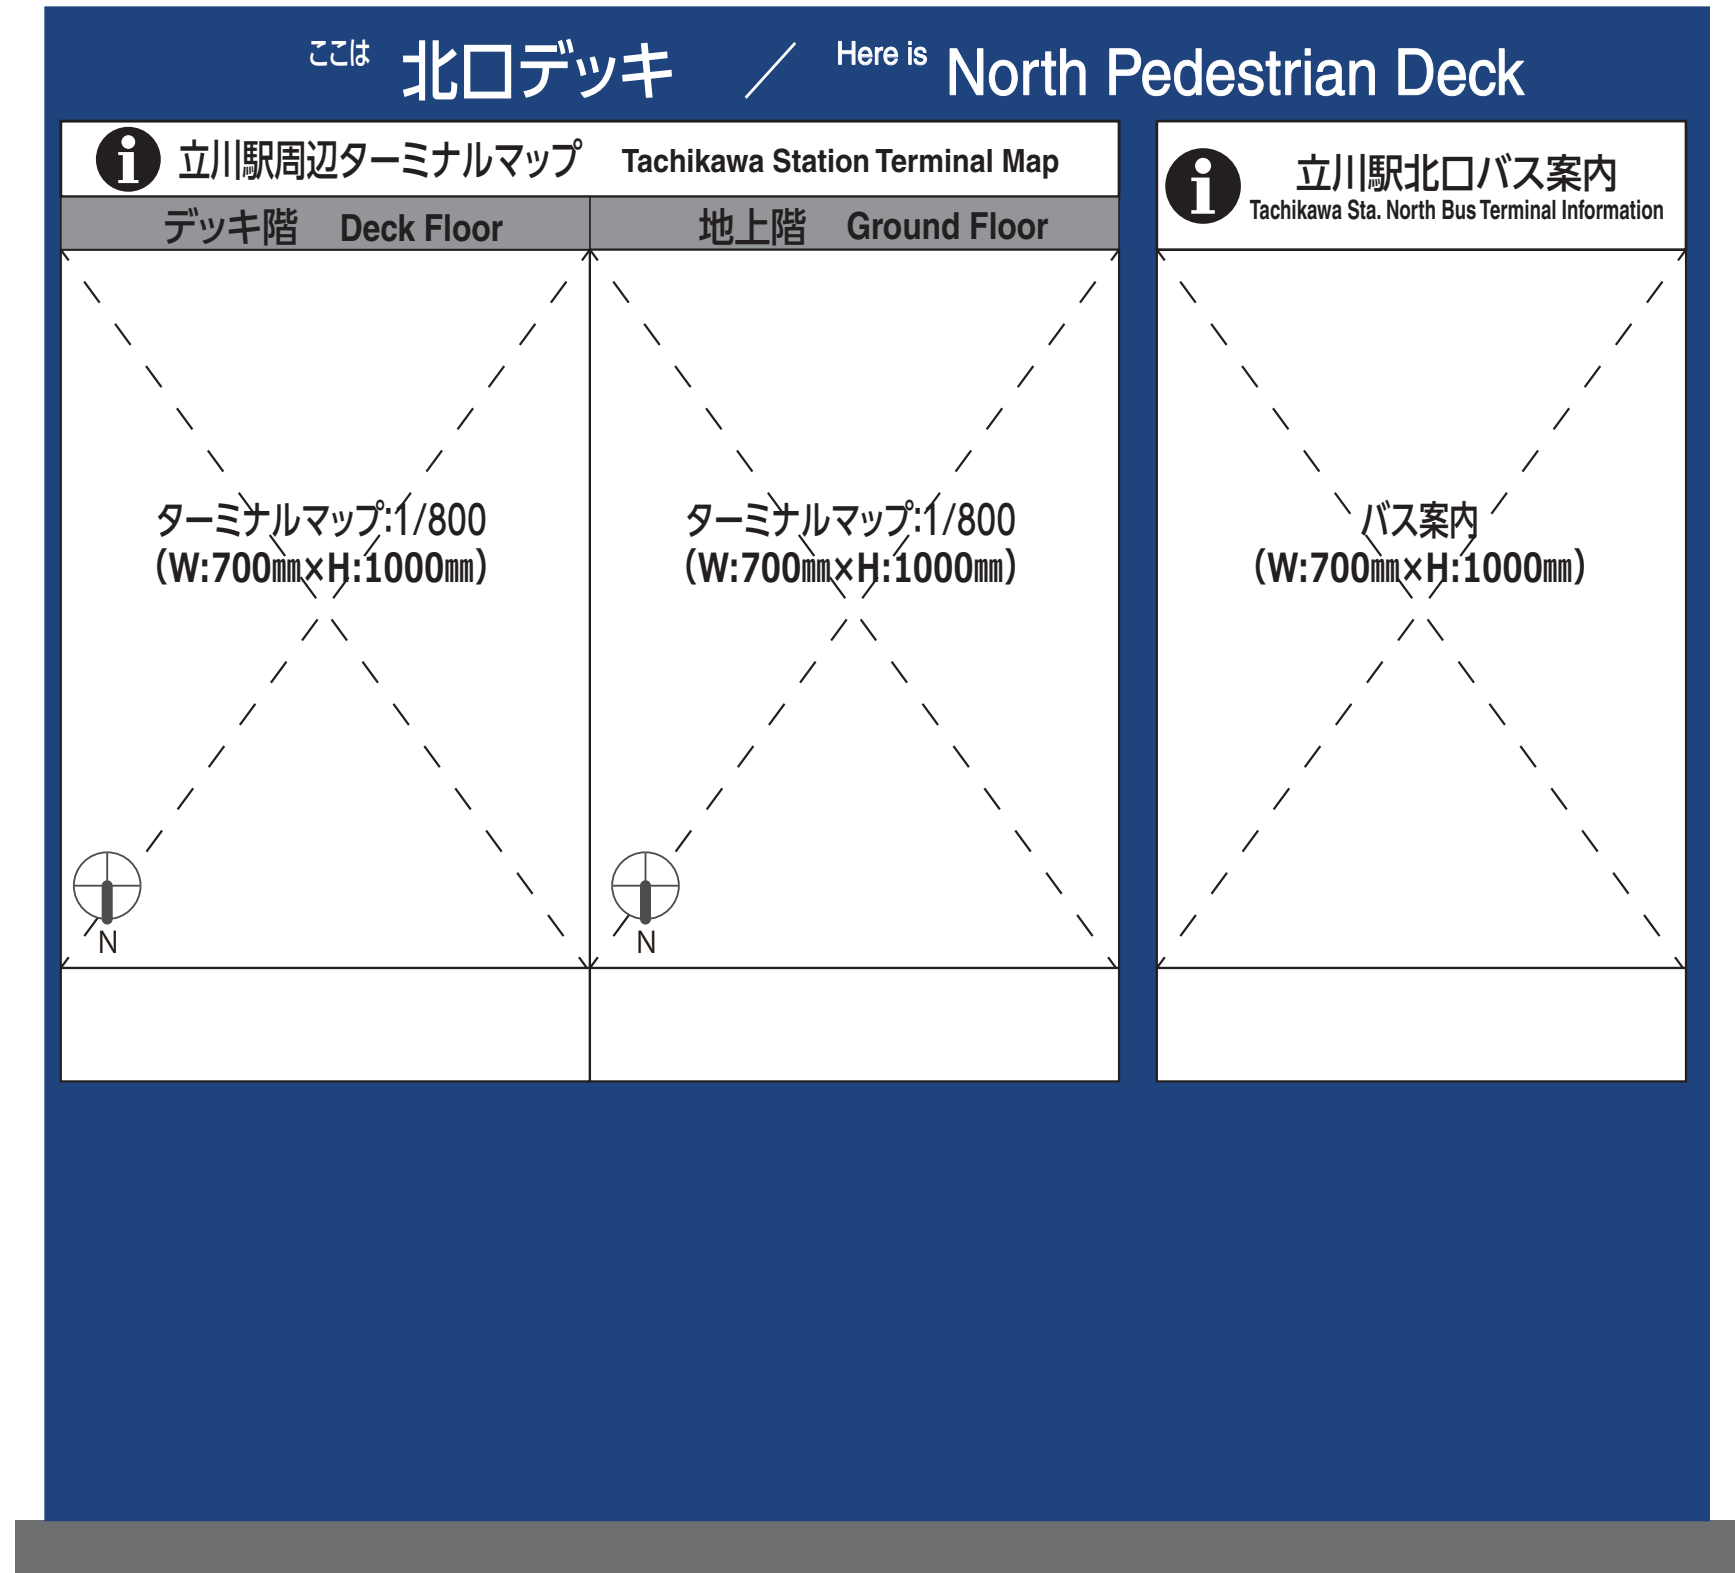 ここは 北口デッキ ／ Here is North Pedestrian Deck
i 立川駅周辺ターミナルマップ Tachikawa Station Terminal Map
デッキ階 Deck Floor
ターミナルマップ:1/800
(W:700㎜×H:1000㎜)
N
地上階 Ground Floor
ターミナルマップ:1/800
(W:700㎜×H:1000㎜)
N
i 立川駅北口バス案内
Tachikawa Sta. North Bus Terminal Information
バス案内
(W:700㎜×H:1000㎜)